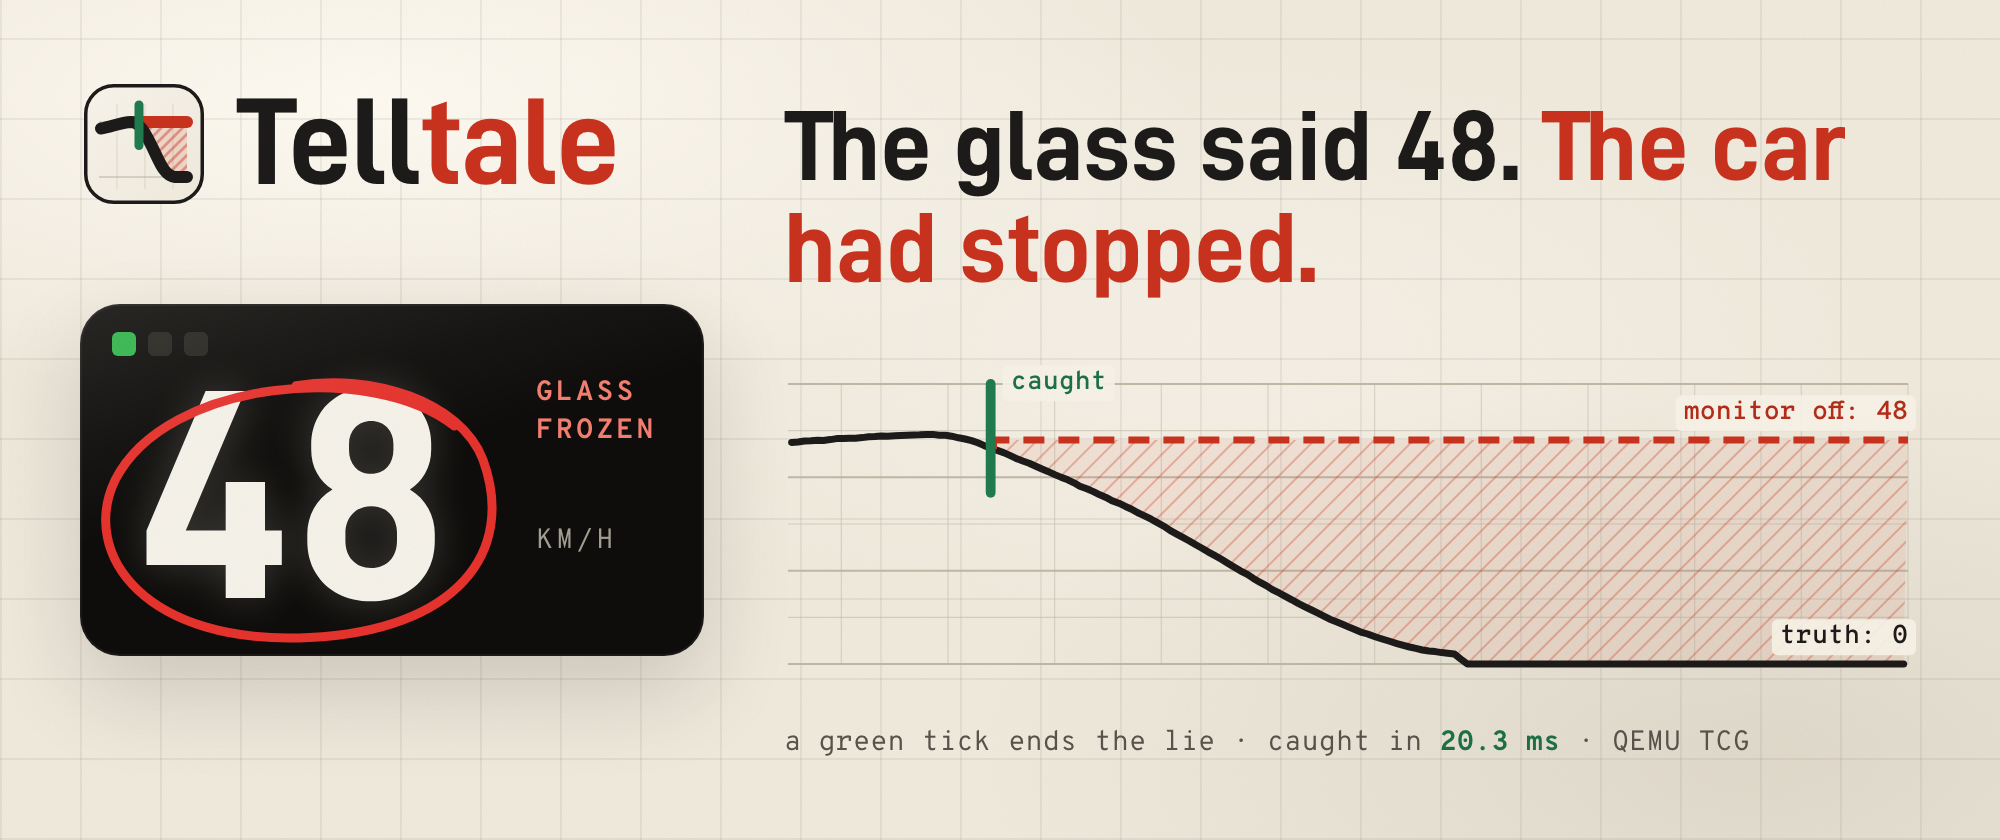 Telltale
The glass said 48. The car
had stopped.
48
GLASS
FROZEN
KM/H
caught
monitor off: 48
truth: 0
a green tick ends the lie · caught in 20.3 ms · QEMU TCG